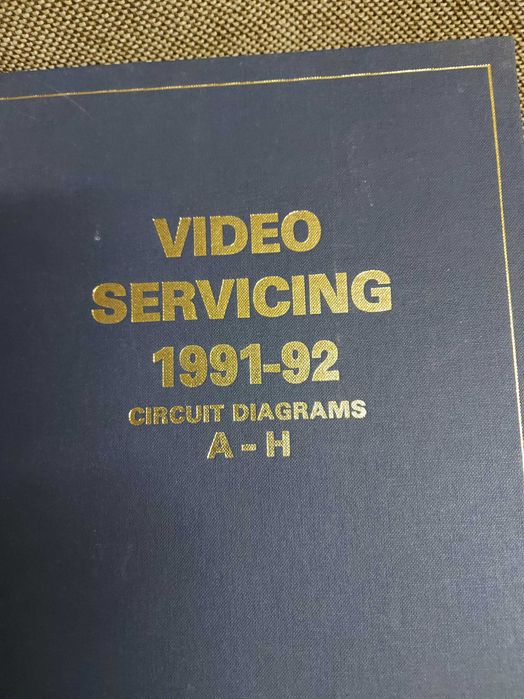 VIDEO
SERVICING
1991-92
CIRCUIT DIAGRAMS
A - H